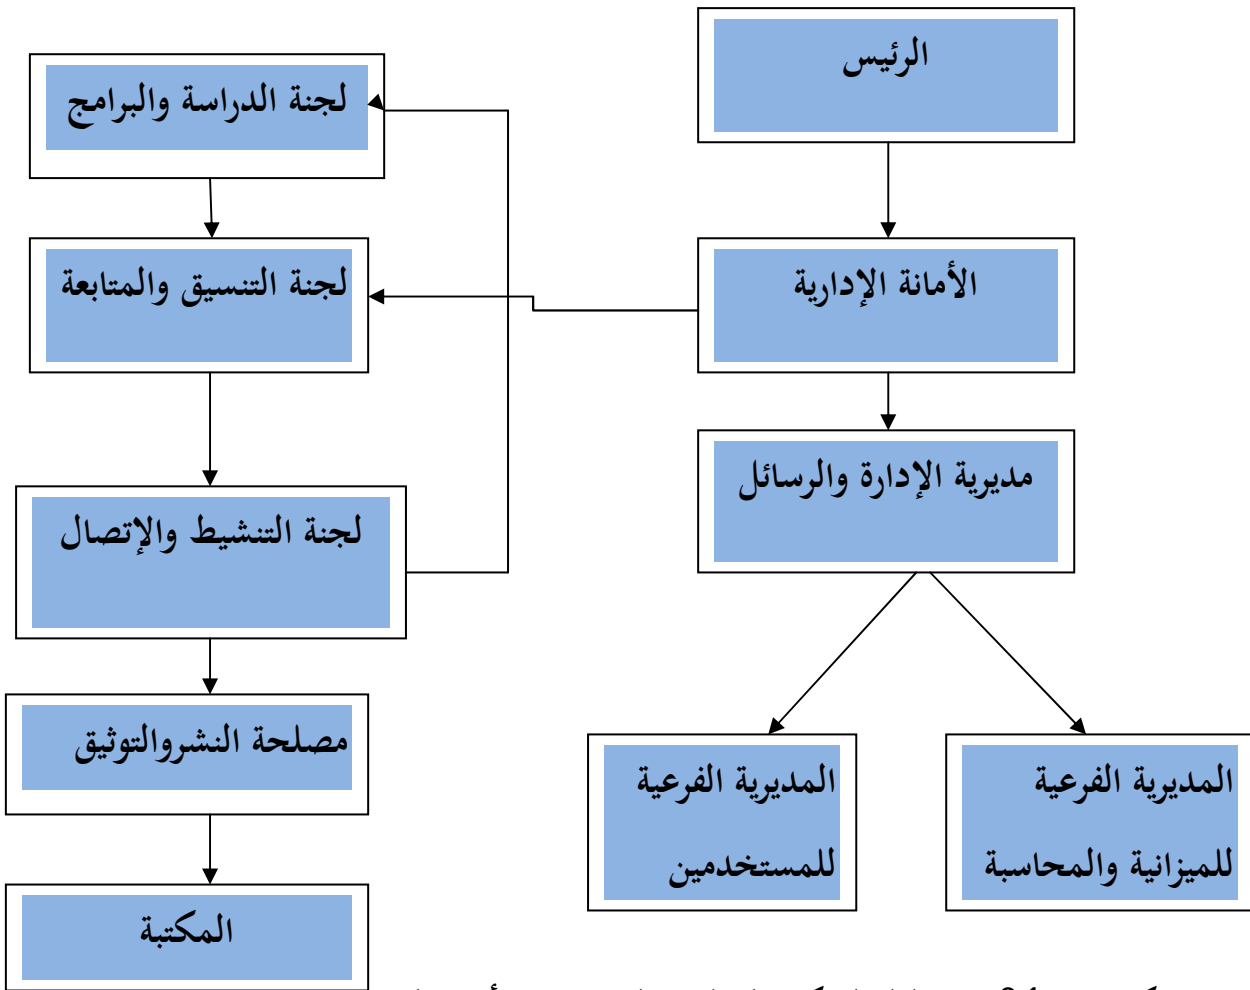 الرئيس
لجنة الدراسة والبرامج
الأمانة الإدارية
لجنة التنسيق والمتابعة
مديرية الإدارة والرسائل
لجنة التنشيط والإتصال
مصلحة النشروالتوثيق
المديرية الفرعية
للميزانية والمحاسبة
المديرية الفرعية
للمستخدمين
المكتبة